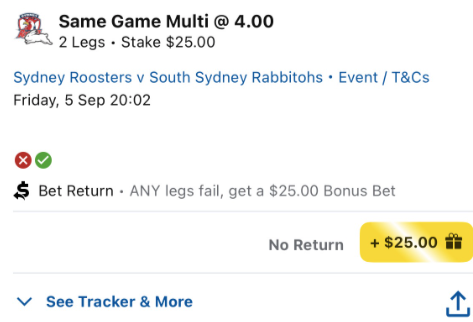 Same Game Multi @ 4.00
2 Legs • Stake $25.00
Sydney Roosters v South Sydney Rabbitohs • Event / T&Cs
Friday, 5 Sep 20:02
Bet Return • ANY legs fail, get a $25.00 Bonus Bet
No Return + $25.00
See Tracker & More